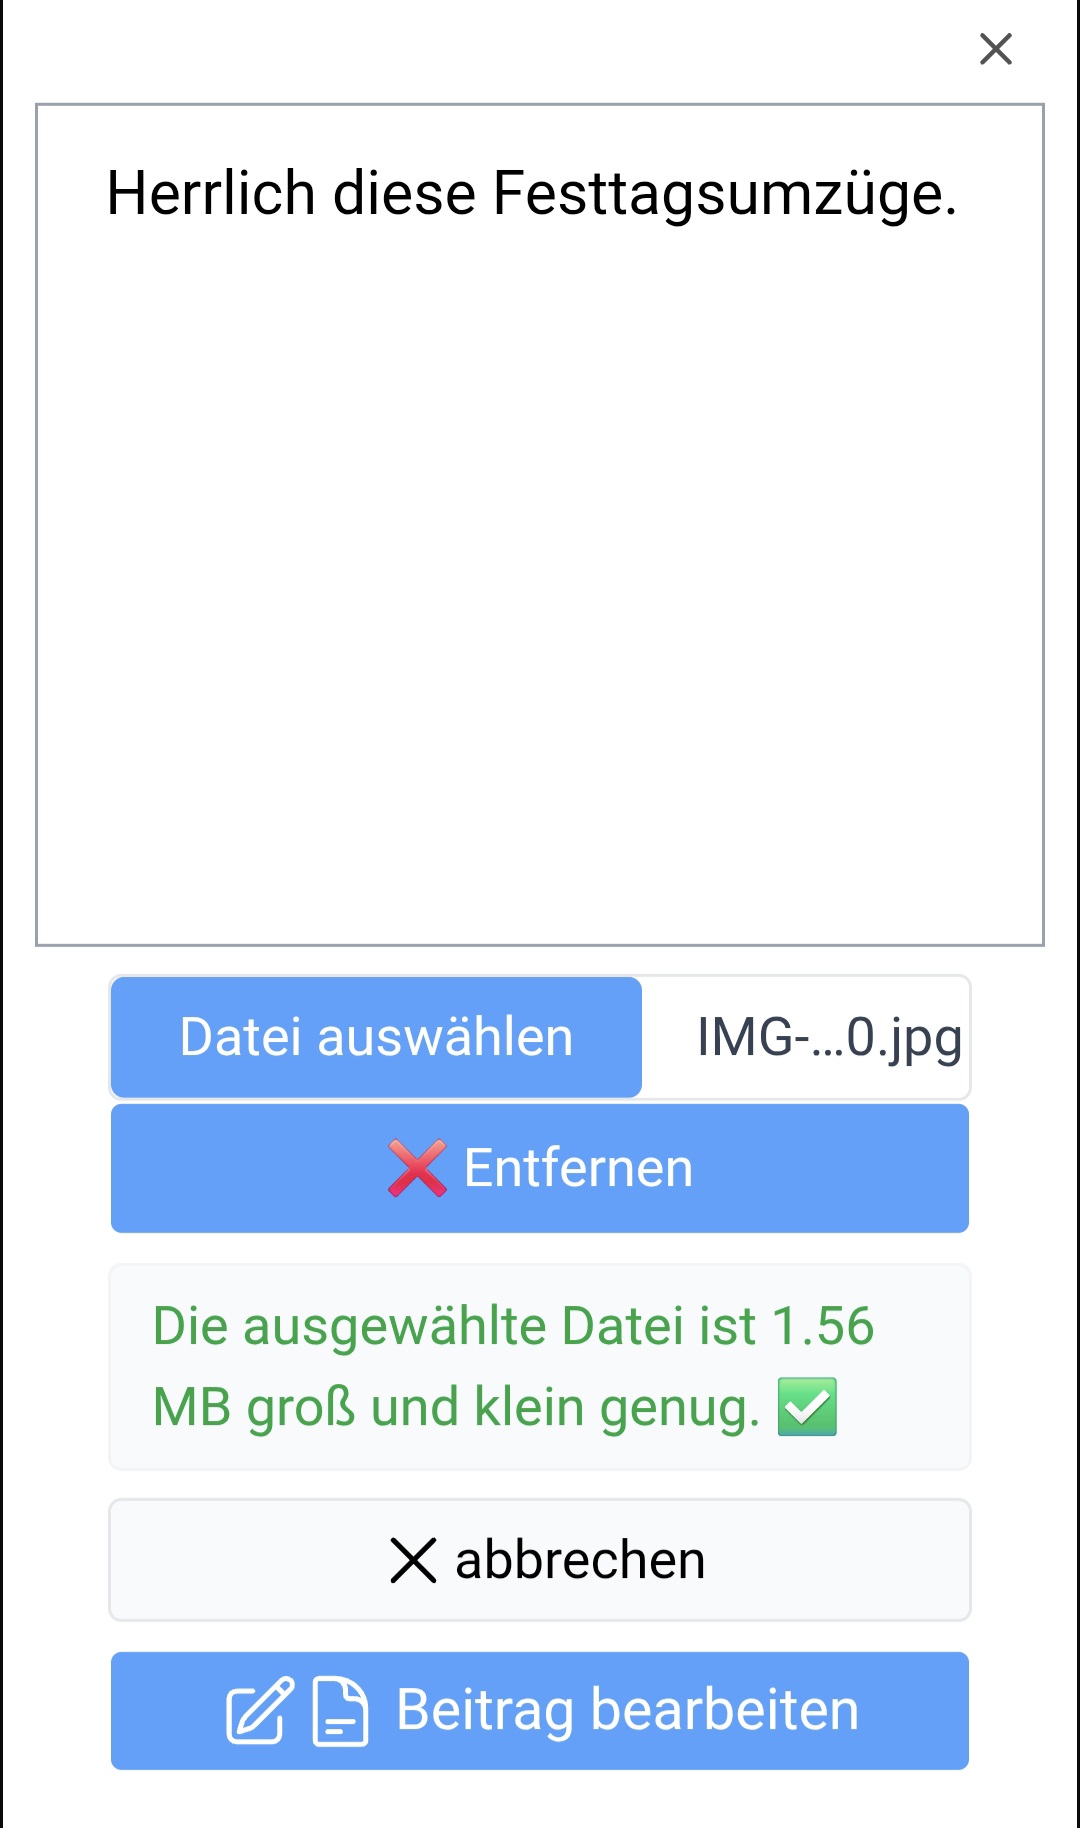 Herrlich diese Festtagsumzüge.
Datei auswählen IMG-...0.jpg
❌ Entfernen
Die ausgewählte Datei ist 1.56
MB groß und klein genug. ✅
abbrechen
Beitrag bearbeiten